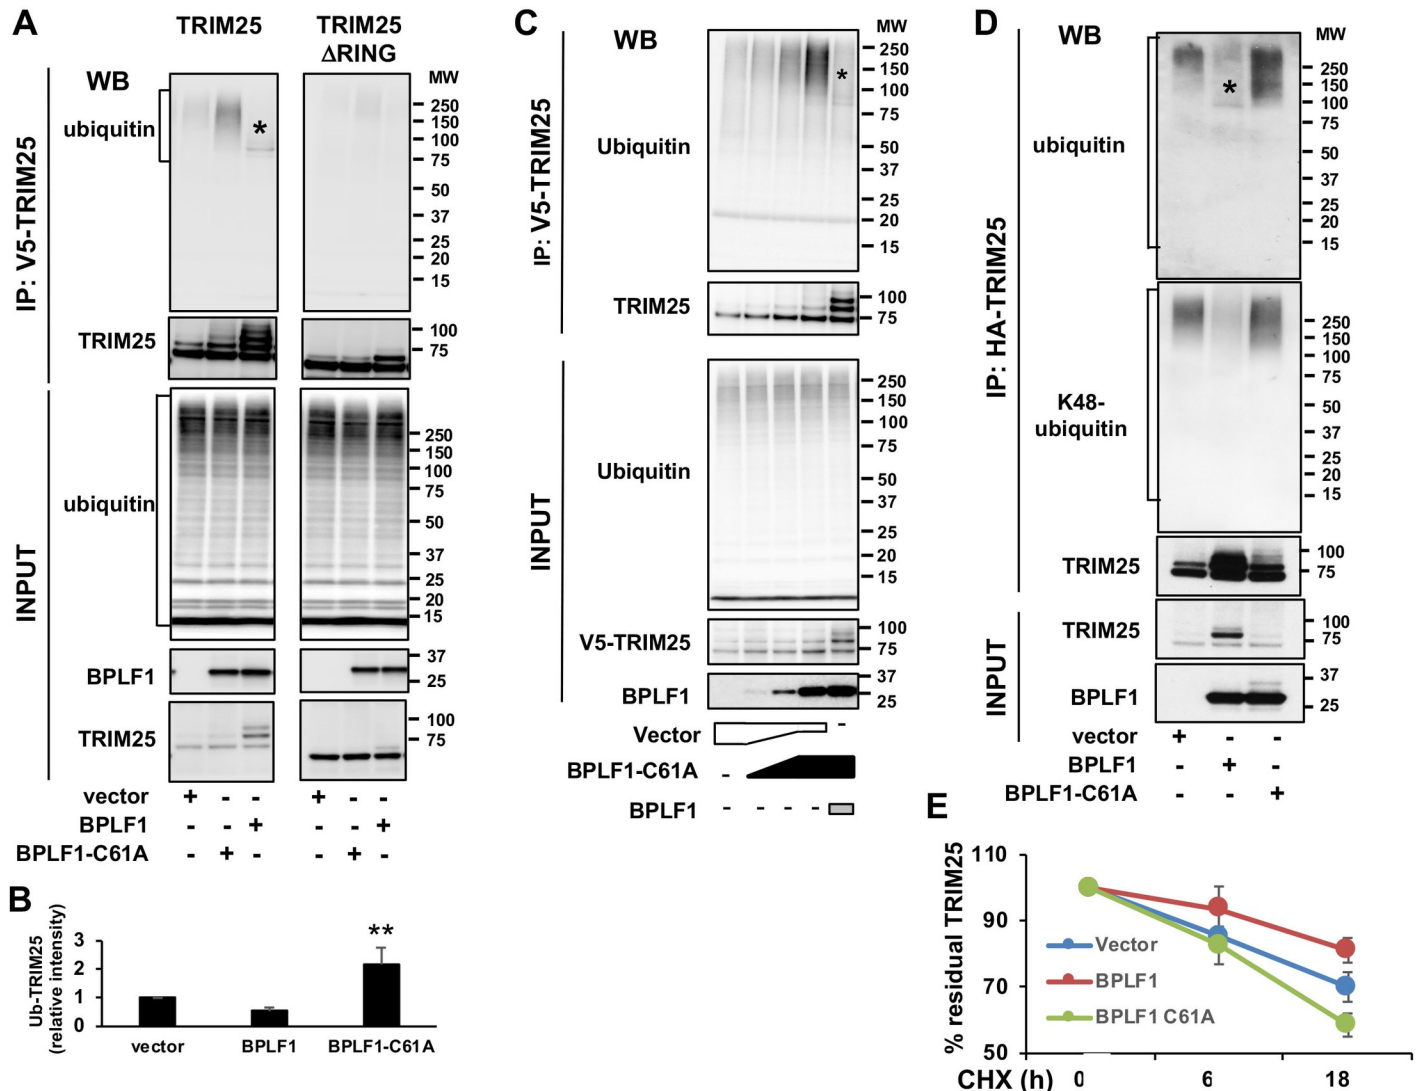 A
TRIM25
TRIM25
ΔRING
WB
MW
IP: V5-TRIM25
ubiquitin
*
250
150
100
75
50
37
25
20
15
TRIM25
100
75
INPUT
ubiquitin
250
150
100
75
50
37
25
20
15
BPLF1
37
25
TRIM25
100
75
vector + - - + - -
BPLF1 - - + - - +
BPLF1-C61A - + - - + -
B
Ub-TRIM25
(relative intensity)
3
2
1
0
**
vector BPLF1 BPLF1-C61A
C
WB
MW
IP: V5-TRIM25
Ubiquitin
*
250
150
100
75
50
37
25
20
15
TRIM25
100
75
INPUT
Ubiquitin
250
150
100
75
50
37
25
20
15
V5-TRIM25
100
75
BPLF1
37
25
Vector -
BPLF1-C61A -
BPLF1 - - - -
D
WB
MW
IP: HA-TRIM25
ubiquitin
*
250
150
100
75
50
37
25
20
15
K48-
ubiquitin
250
150
100
75
50
37
25
20
15
TRIM25
100
75
INPUT
TRIM25
100
75
BPLF1
37
25
vector + - -
BPLF1 - + -
BPLF1-C61A - - +
E
% residual TRIM25
110
90
70
50
Vector
BPLF1
BPLF1 C61A
CHX (h) 0 6 18